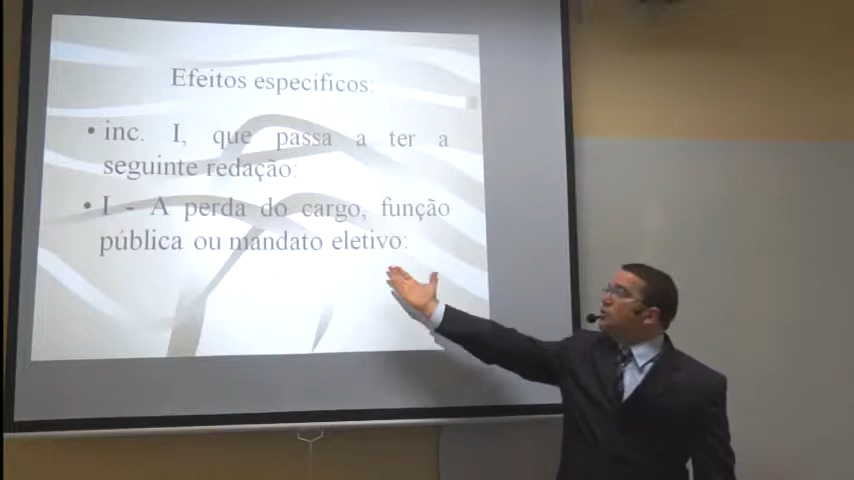 Efeitos específicos:
• inc. I, que passa a ter a
seguinte redação:
• I - A perda do cargo, função
pública ou mandato eletivo: